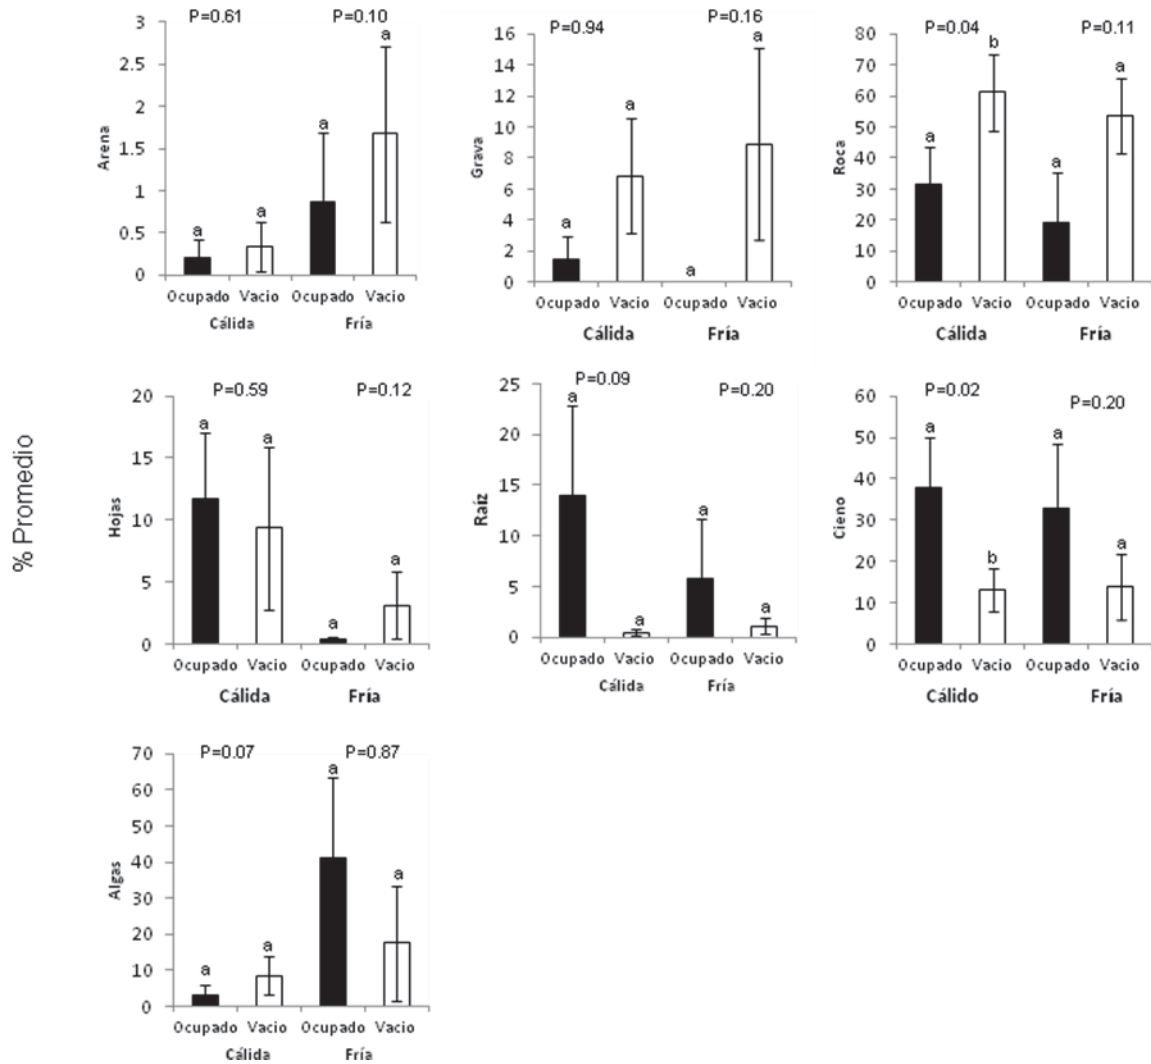 % Promedio
P=0.61 P=0.10
Arena
3
2.5
2
1.5
1
0.5
0
a a a a
Ocupado Vacio Ocupado Vacio
Cálida Fría
P=0.94 P=0.16
Grava
16
14
12
10
8
6
4
2
0
a a a a
Ocupado Vacio Ocupado Vacio
Cálida Fría
P=0.04 P=0.11
Roca
80
70
60
50
40
30
20
10
0
a b a a
Ocupado Vacio Ocupado Vacio
Cálida Fría
P=0.59 P=0.12
Hojas
20
15
10
5
0
a a a a
Ocupado Vacio Ocupado Vacio
Cálida Fría
P=0.09 P=0.20
Raíz
25
20
15
10
5
0
a a a a
Ocupado Vacio Ocupado Vacio
Cálida Fría
P=0.02 P=0.20
Cieno
60
50
40
30
20
10
0
a b a a
Ocupado Vacio Ocupado Vacio
Cálido Fría
P=0.07 P=0.87
Algas
70
60
50
40
30
20
10
0
a a a a
Ocupado Vacio Ocupado Vacio
Cálida Fría